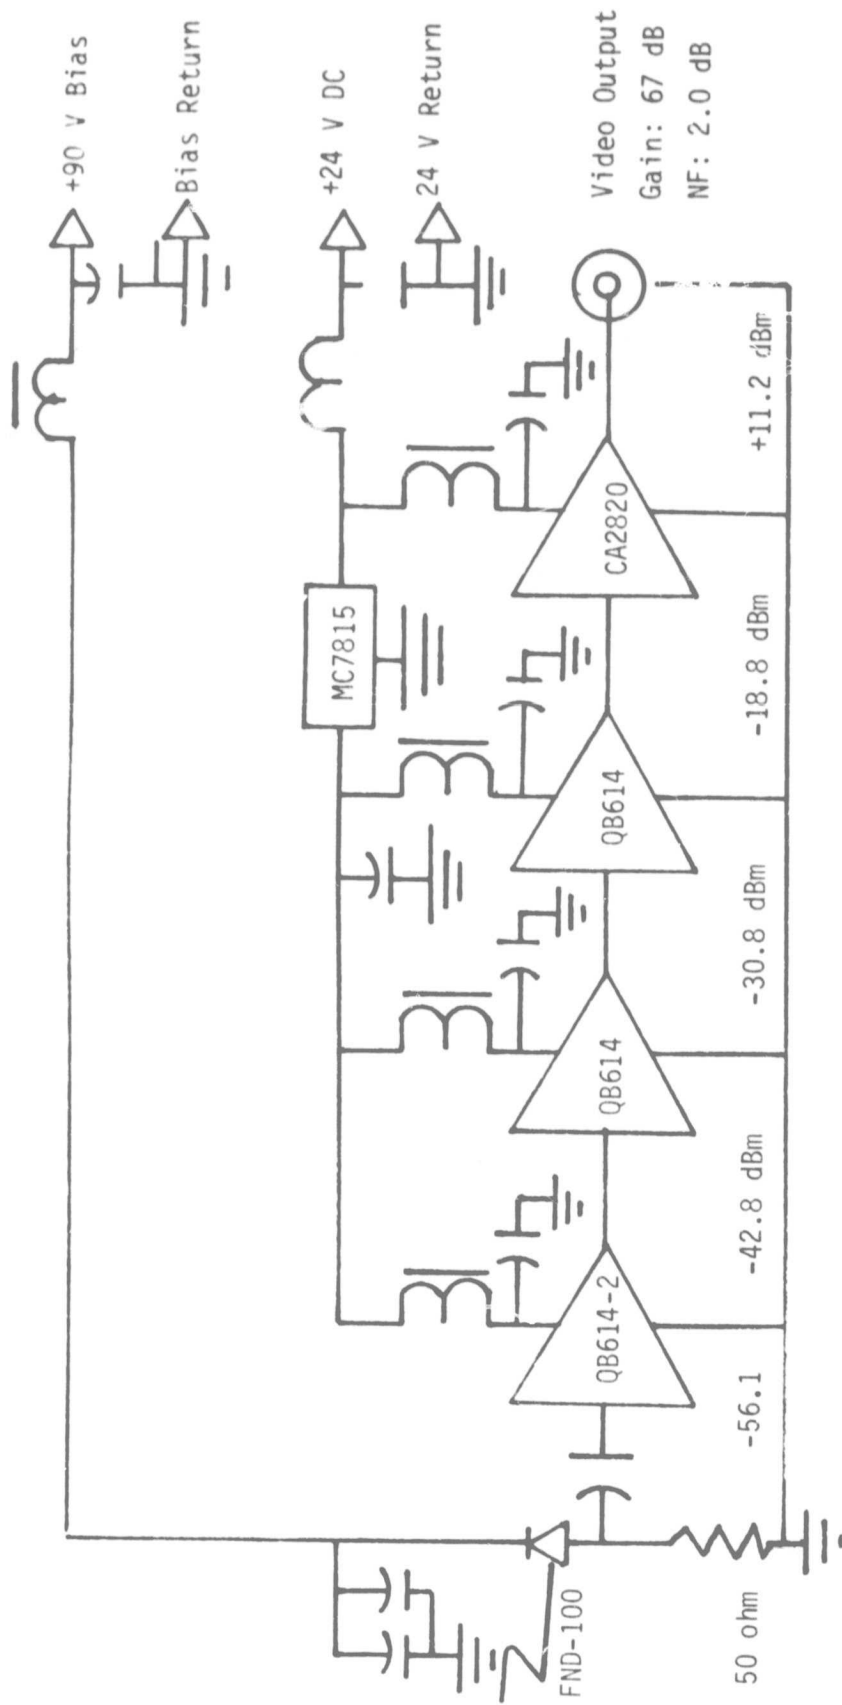 +90 V Bias
Bias Return
+24 V DC
24 V Return
Video Output
Gain: 67 dB
NF: 2.0 dB
MC7815
FND-100
QB614-2
QB614
QB614
CA2820
50 ohm
-56.1
-42.8 dBm
-30.8 dBm
-18.8 dBm
+11.2 dBm